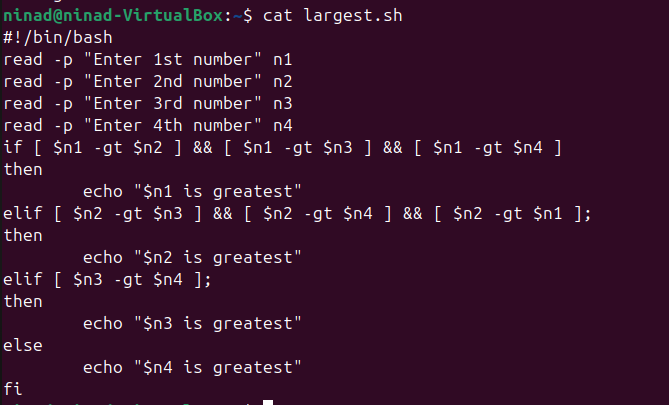 ninad@ninad-VirtualBox:~$ cat largest.sh
#!/bin/bash
read -p "Enter 1st number" n1
read -p "Enter 2nd number" n2
read -p "Enter 3rd number" n3
read -p "Enter 4th number" n4
if [ $n1 -gt $n2 ] && [ $n1 -gt $n3 ] && [ $n1 -gt $n4 ]
then
        echo "$n1 is greatest"
elif [ $n2 -gt $n3 ] && [ $n2 -gt $n4 ] && [ $n2 -gt $n1 ];
then
        echo "$n2 is greatest"
elif [ $n3 -gt $n4 ];
then
        echo "$n3 is greatest"
else
        echo "$n4 is greatest"
fi